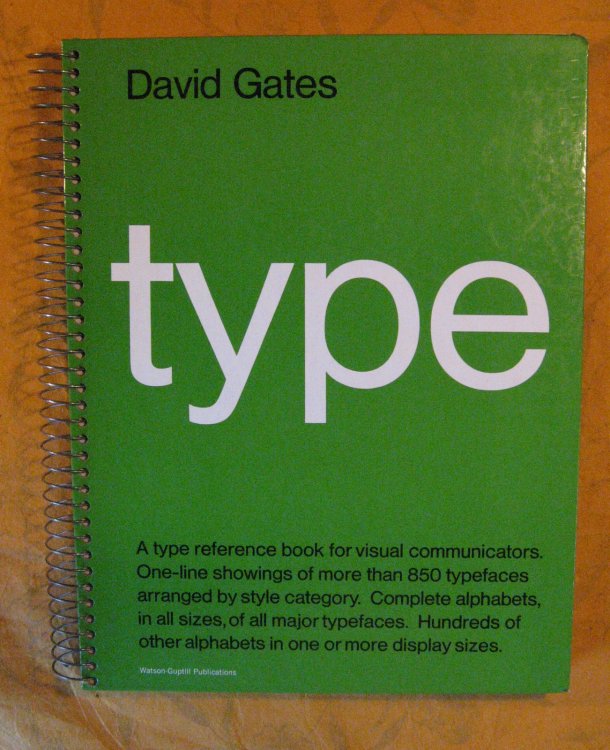 David Gates
type
A type reference book for visual communicators.
One-line showings of more than 850 typefaces
arranged by style category. Complete alphabets,
in all sizes, of all major typefaces. Hundreds of
other alphabets in one or more display sizes.
Watson-Guptill Publications